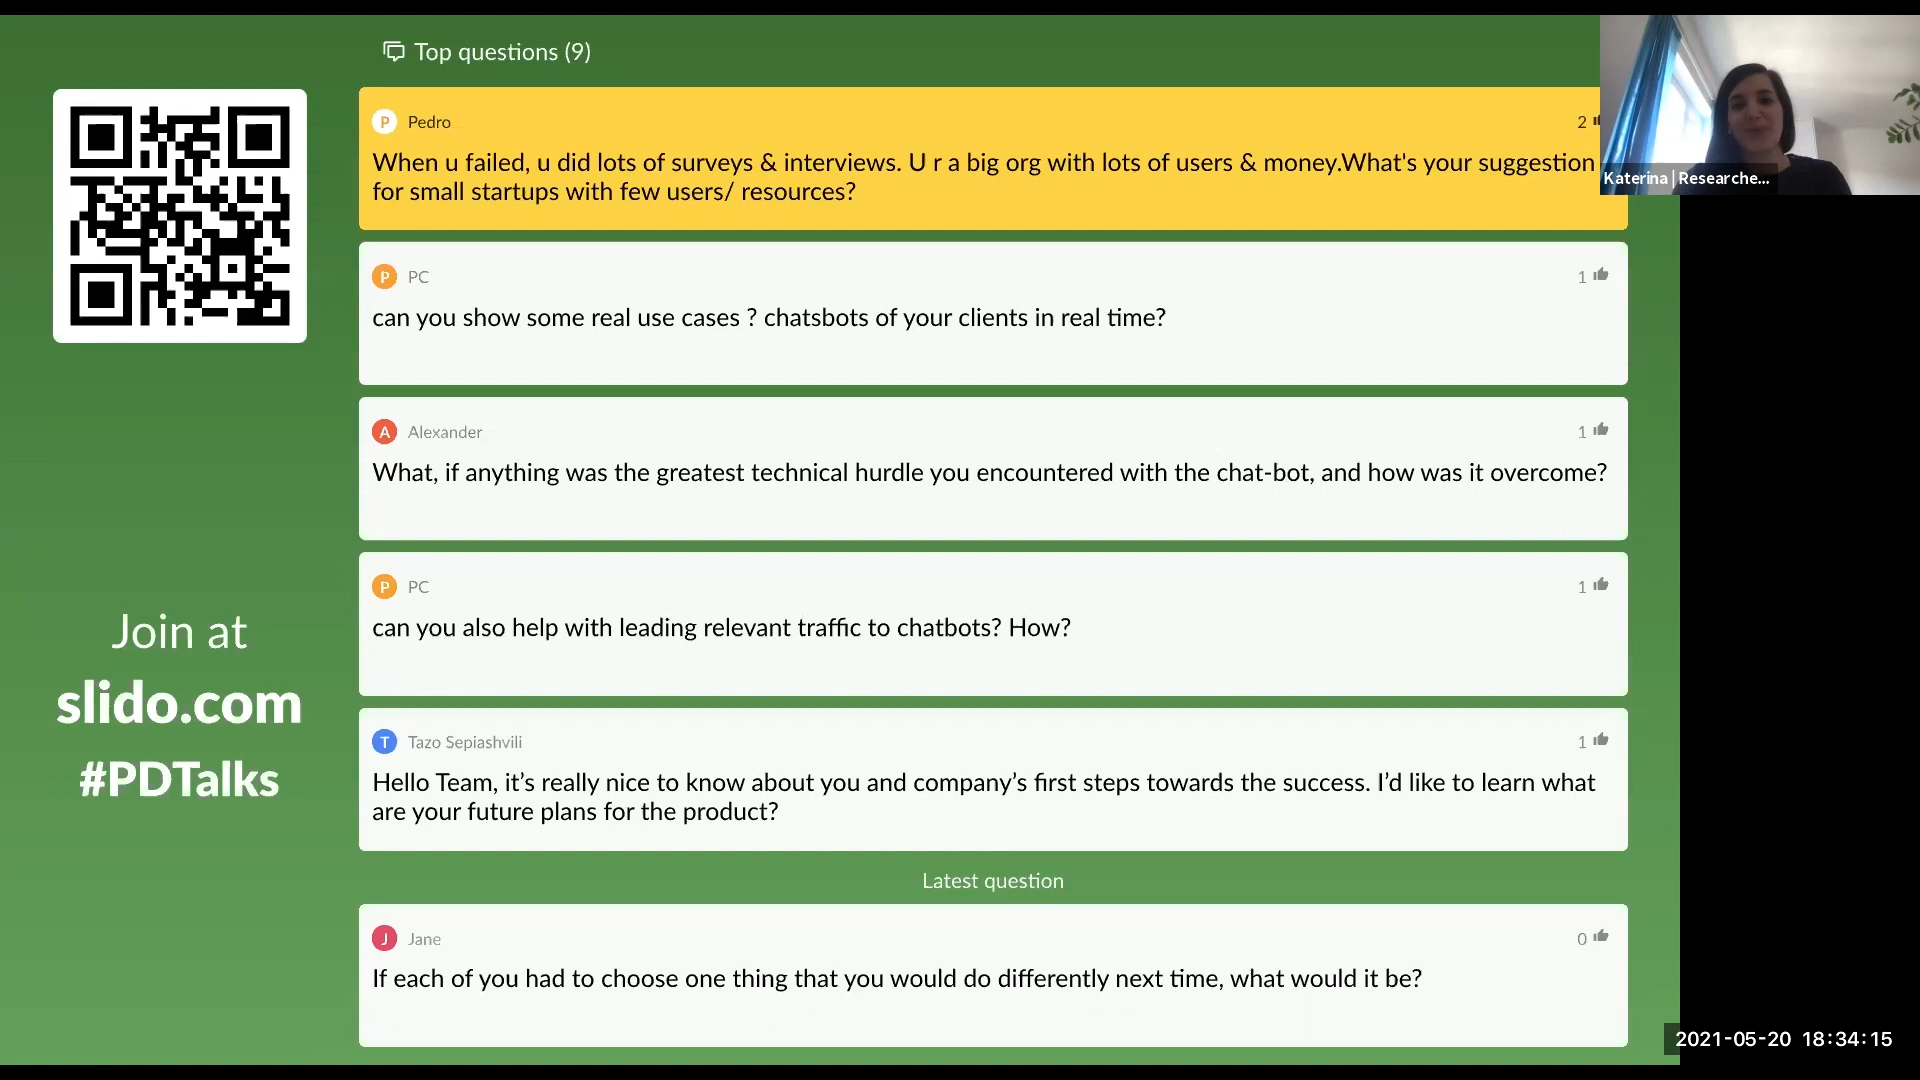 Top questions (9)
P Pedro 2
When u failed, u did lots of surveys & interviews. U r a big org with lots of users & money.What's your suggestion
for small startups with few users/ resources?
Katerina | Researche...
P PC 1
can you show some real use cases ? chatsbots of your clients in real time?
A Alexander 1
What, if anything was the greatest technical hurdle you encountered with the chat-bot, and how was it overcome?
P PC 1
can you also help with leading relevant traffic to chatbots? How?
Join at
slido.com
#PDTalks
T Tazo Sepiashvili 1
Hello Team, it’s really nice to know about you and company’s first steps towards the success. I’d like to learn what
are your future plans for the product?
Latest question
J Jane 0
If each of you had to choose one thing that you would do differently next time, what would it be?
2021-05-20 18:34:15